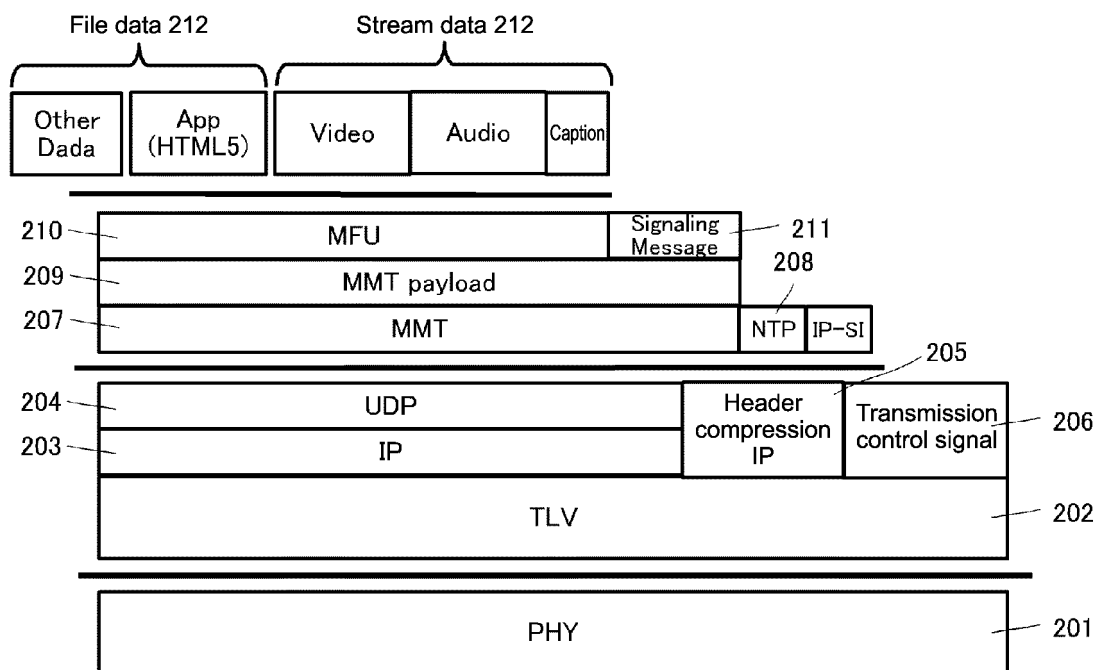 File data 212
Stream data 212
Other
Dada
App
(HTML5)
Video
Audio
Caption
210
MFU
Signaling
Message
211
209
MMT payload
208
207
MMT
NTP
IP-SI
205
204
UDP
Header
compression
IP
Transmission
control signal
206
203
IP
TLV
202
PHY
201